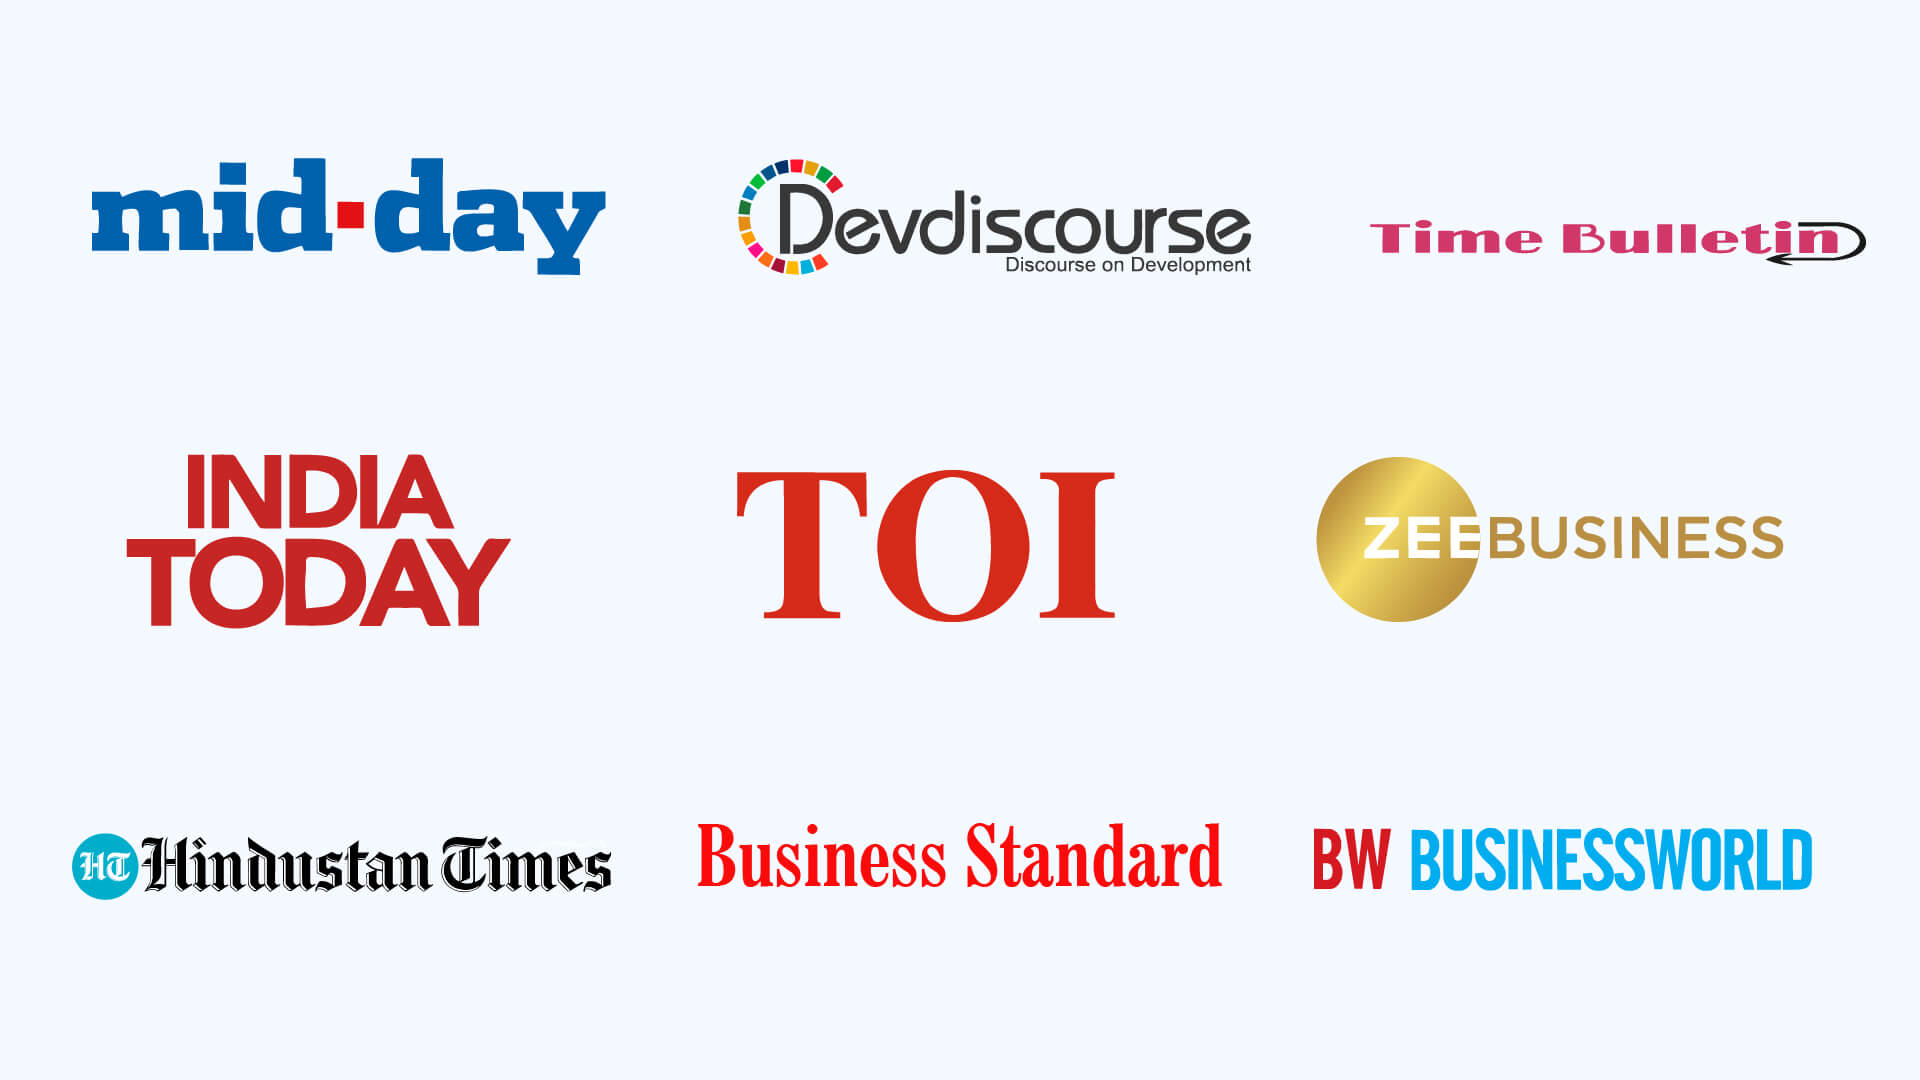 mid-day
Devdiscourse
Discourse on Development
Time Bulletin
INDIA
TODAY
TOI
ZEEBUSINESS
HT Hindustan Times
Business Standard
BW BUSINESSWORLD